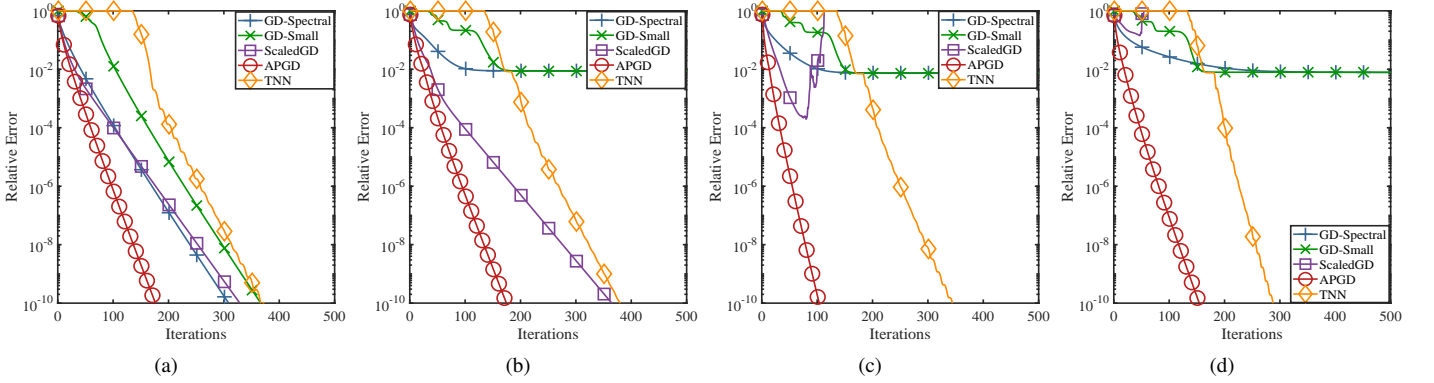 10^0
10^-2
10^-4
10^-6
10^-8
10^-10
Relative Error
0 100 200 300 400 500
Iterations
GD-Spectral
GD-Small
ScaledGD
APGD
TNN
(a)
10^0
10^-2
10^-4
10^-6
10^-8
10^-10
Relative Error
0 100 200 300 400 500
Iterations
GD-Spectral
GD-Small
ScaledGD
APGD
TNN
(b)
10^0
10^-2
10^-4
10^-6
10^-8
10^-10
Relative Error
0 100 200 300 400 500
Iterations
GD-Spectral
GD-Small
ScaledGD
APGD
TNN
(c)
10^0
10^-2
10^-4
10^-6
10^-8
10^-10
Relative Error
0 100 200 300 400 500
Iterations
GD-Spectral
GD-Small
ScaledGD
APGD
TNN
(d)